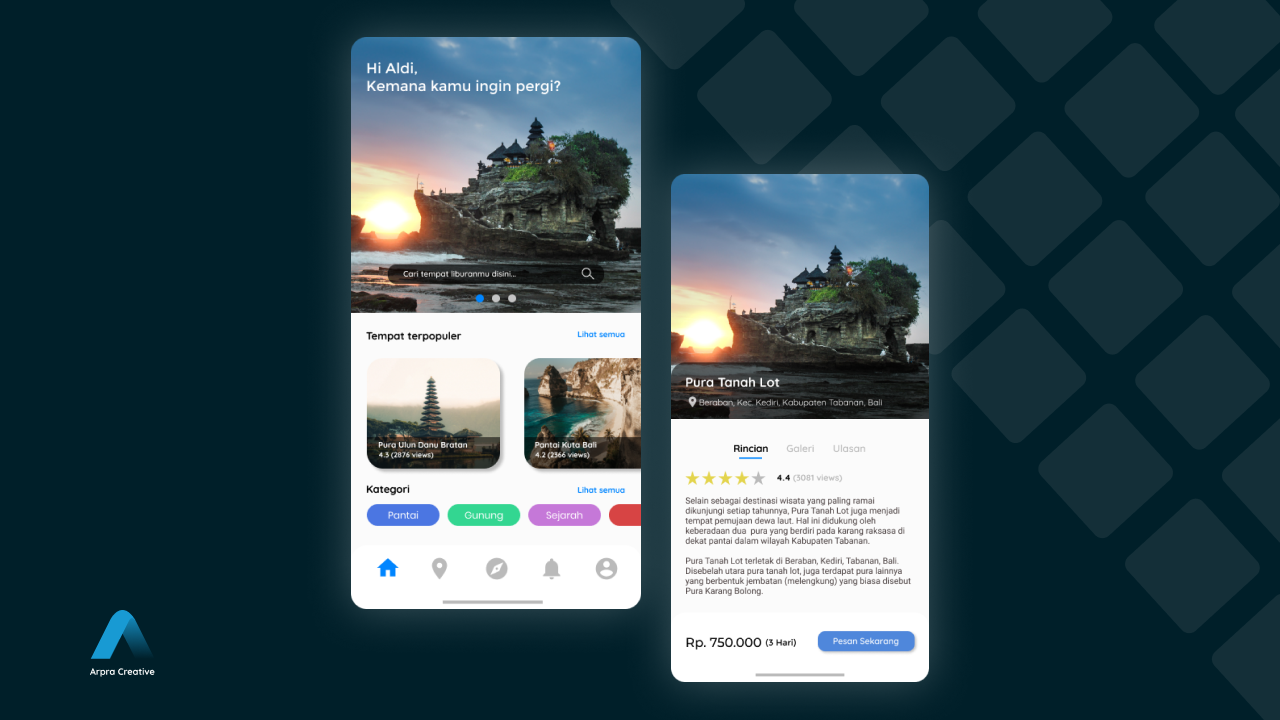 Hi Aldi,
Kemana kamu ingin pergi?
Cari tempat liburanmu disini...
Tempat terpopuler
Lihat semua
Pura Ulun Danu Bratan
4.3 (2876 views)
Pantai Kuta Bali
4.2 (2366 views)
Kategori
Lihat semua
Pantai
Gunung
Sejarah
Pura Tanah Lot
Beraban, Kec. Kediri, Kabupaten Tabanan, Bali
Rincian
Galeri
Ulasan
4.4 (3081 views)
Selain sebagai destinasi wisata yang paling ramai
dikunjungi setiap tahunnya, Pura Tanah Lot juga menjadi
tempat pemujaan dewa laut. Hal ini didukung oleh
keberadaan dua pura yang berdiri pada karang raksasa di
dekat pantai dalam wilayah Kabupaten Tabanan.
Pura Tanah Lot terletak di Beraban, Kediri, Tabanan, Bali.
Disebelah utara pura tanah lot, juga terdapat pura lainnya
yang berbentuk jembatan (melengkung) yang biasa disebut
Pura Karang Bolong.
Rp. 750.000 (3 Hari)
Pesan Sekarang
Arpra Creative